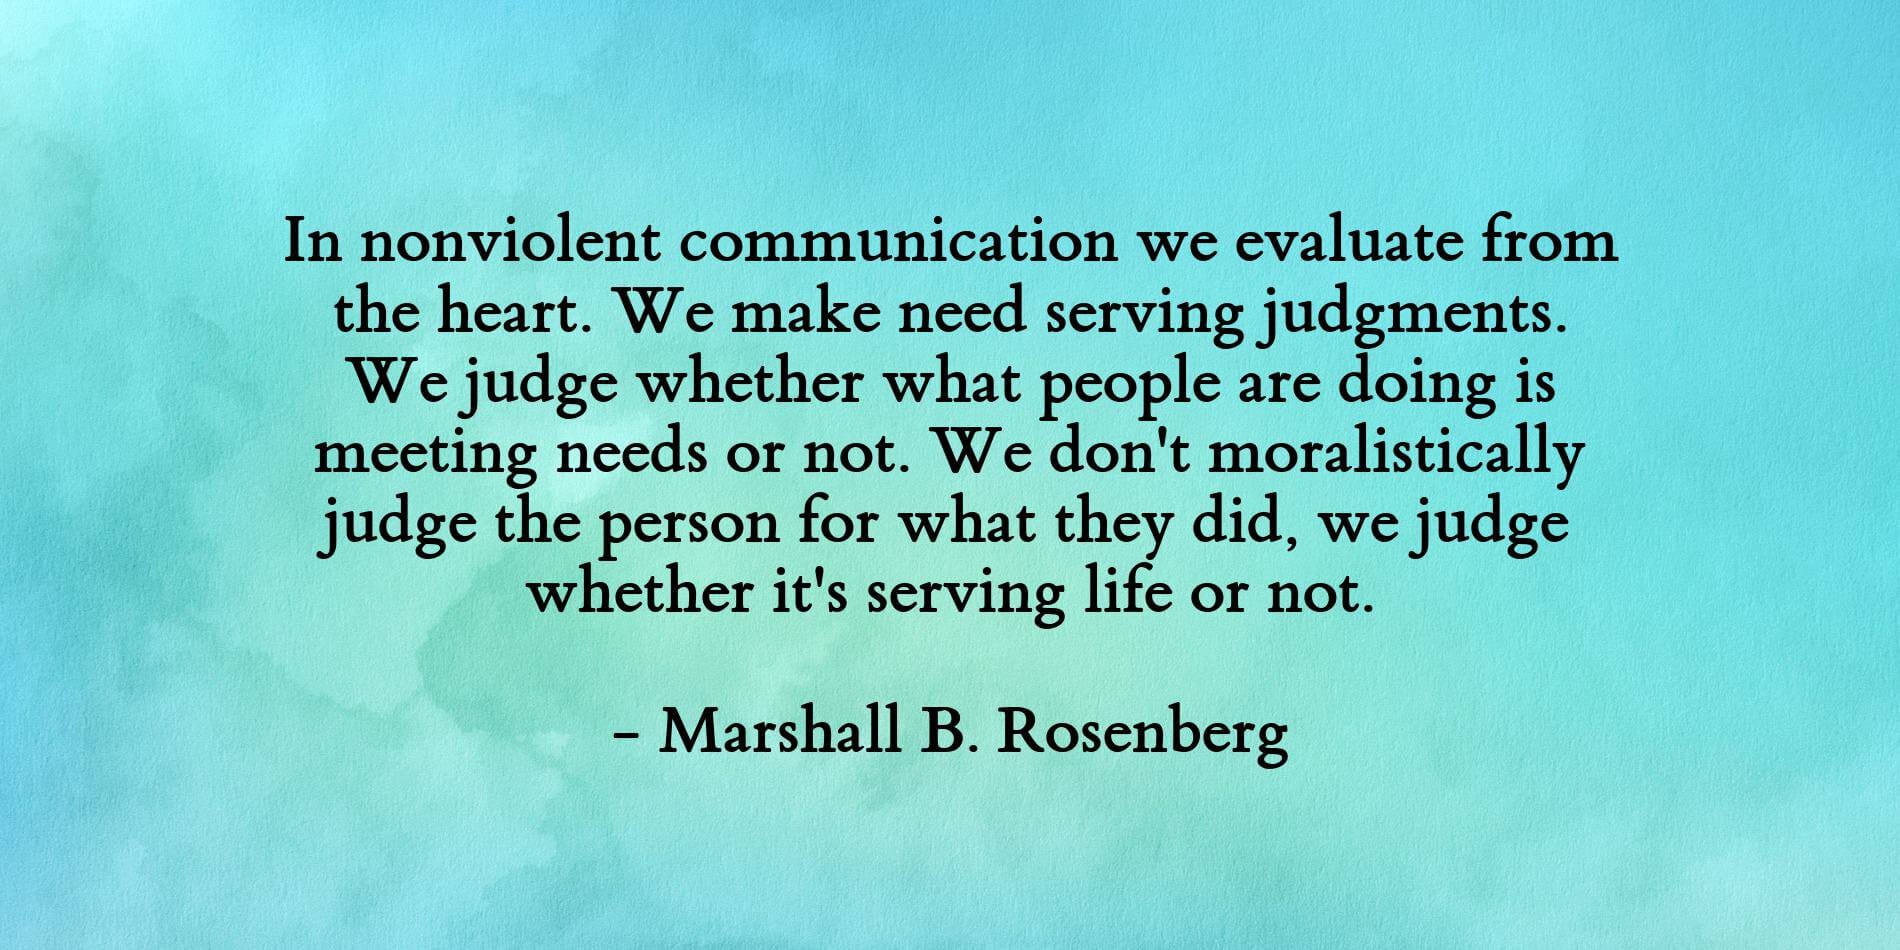 In nonviolent communication we evaluate from
the heart. We make need serving judgments.
We judge whether what people are doing is
meeting needs or not. We don't moralistically
judge the person for what they did, we judge
whether it's serving life or not.
– Marshall B. Rosenberg